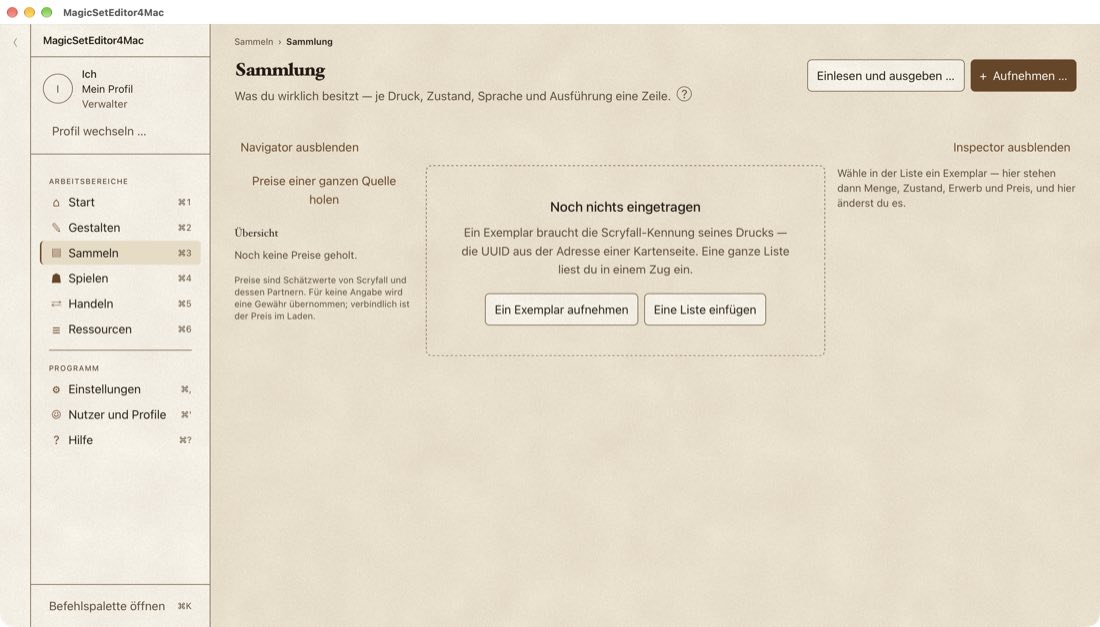 MagicSetEditor4Mac
MagicSetEditor4Mac
I
Ich
Mein Profil
Verwalter
Profil wechseln ...
ARBEITSBEREICHE
Start ⌘1
Gestalten ⌘2
Sammeln ⌘3
Spielen ⌘4
Handeln ⌘5
Ressourcen ⌘6
PROGRAMM
Einstellungen ⌘,
Nutzer und Profile ⌘'
? Hilfe ⌘?
Befehlspalette öffnen ⌘K
Sammeln › Sammlung
Sammlung
Was du wirklich besitzt — je Druck, Zustand, Sprache und Ausführung eine Zeile. ?
Einlesen und ausgeben ...
+ Aufnehmen ...
Navigator ausblenden
Preise einer ganzen Quelle
holen
Übersicht
Noch keine Preise geholt.
Preise sind Schätzwerte von Scryfall und
dessen Partnern. Für keine Angabe wird
eine Gewähr übernommen; verbindlich ist
der Preis im Laden.
Noch nichts eingetragen
Ein Exemplar braucht die Scryfall-Kennung seines Drucks —
die UUID aus der Adresse einer Kartenseite. Eine ganze Liste
liest du in einem Zug ein.
Ein Exemplar aufnehmen
Eine Liste einfügen
Inspector ausblenden
Wähle in der Liste ein Exemplar — hier stehen
dann Menge, Zustand, Erwerb und Preis, und hier
änderst du es.